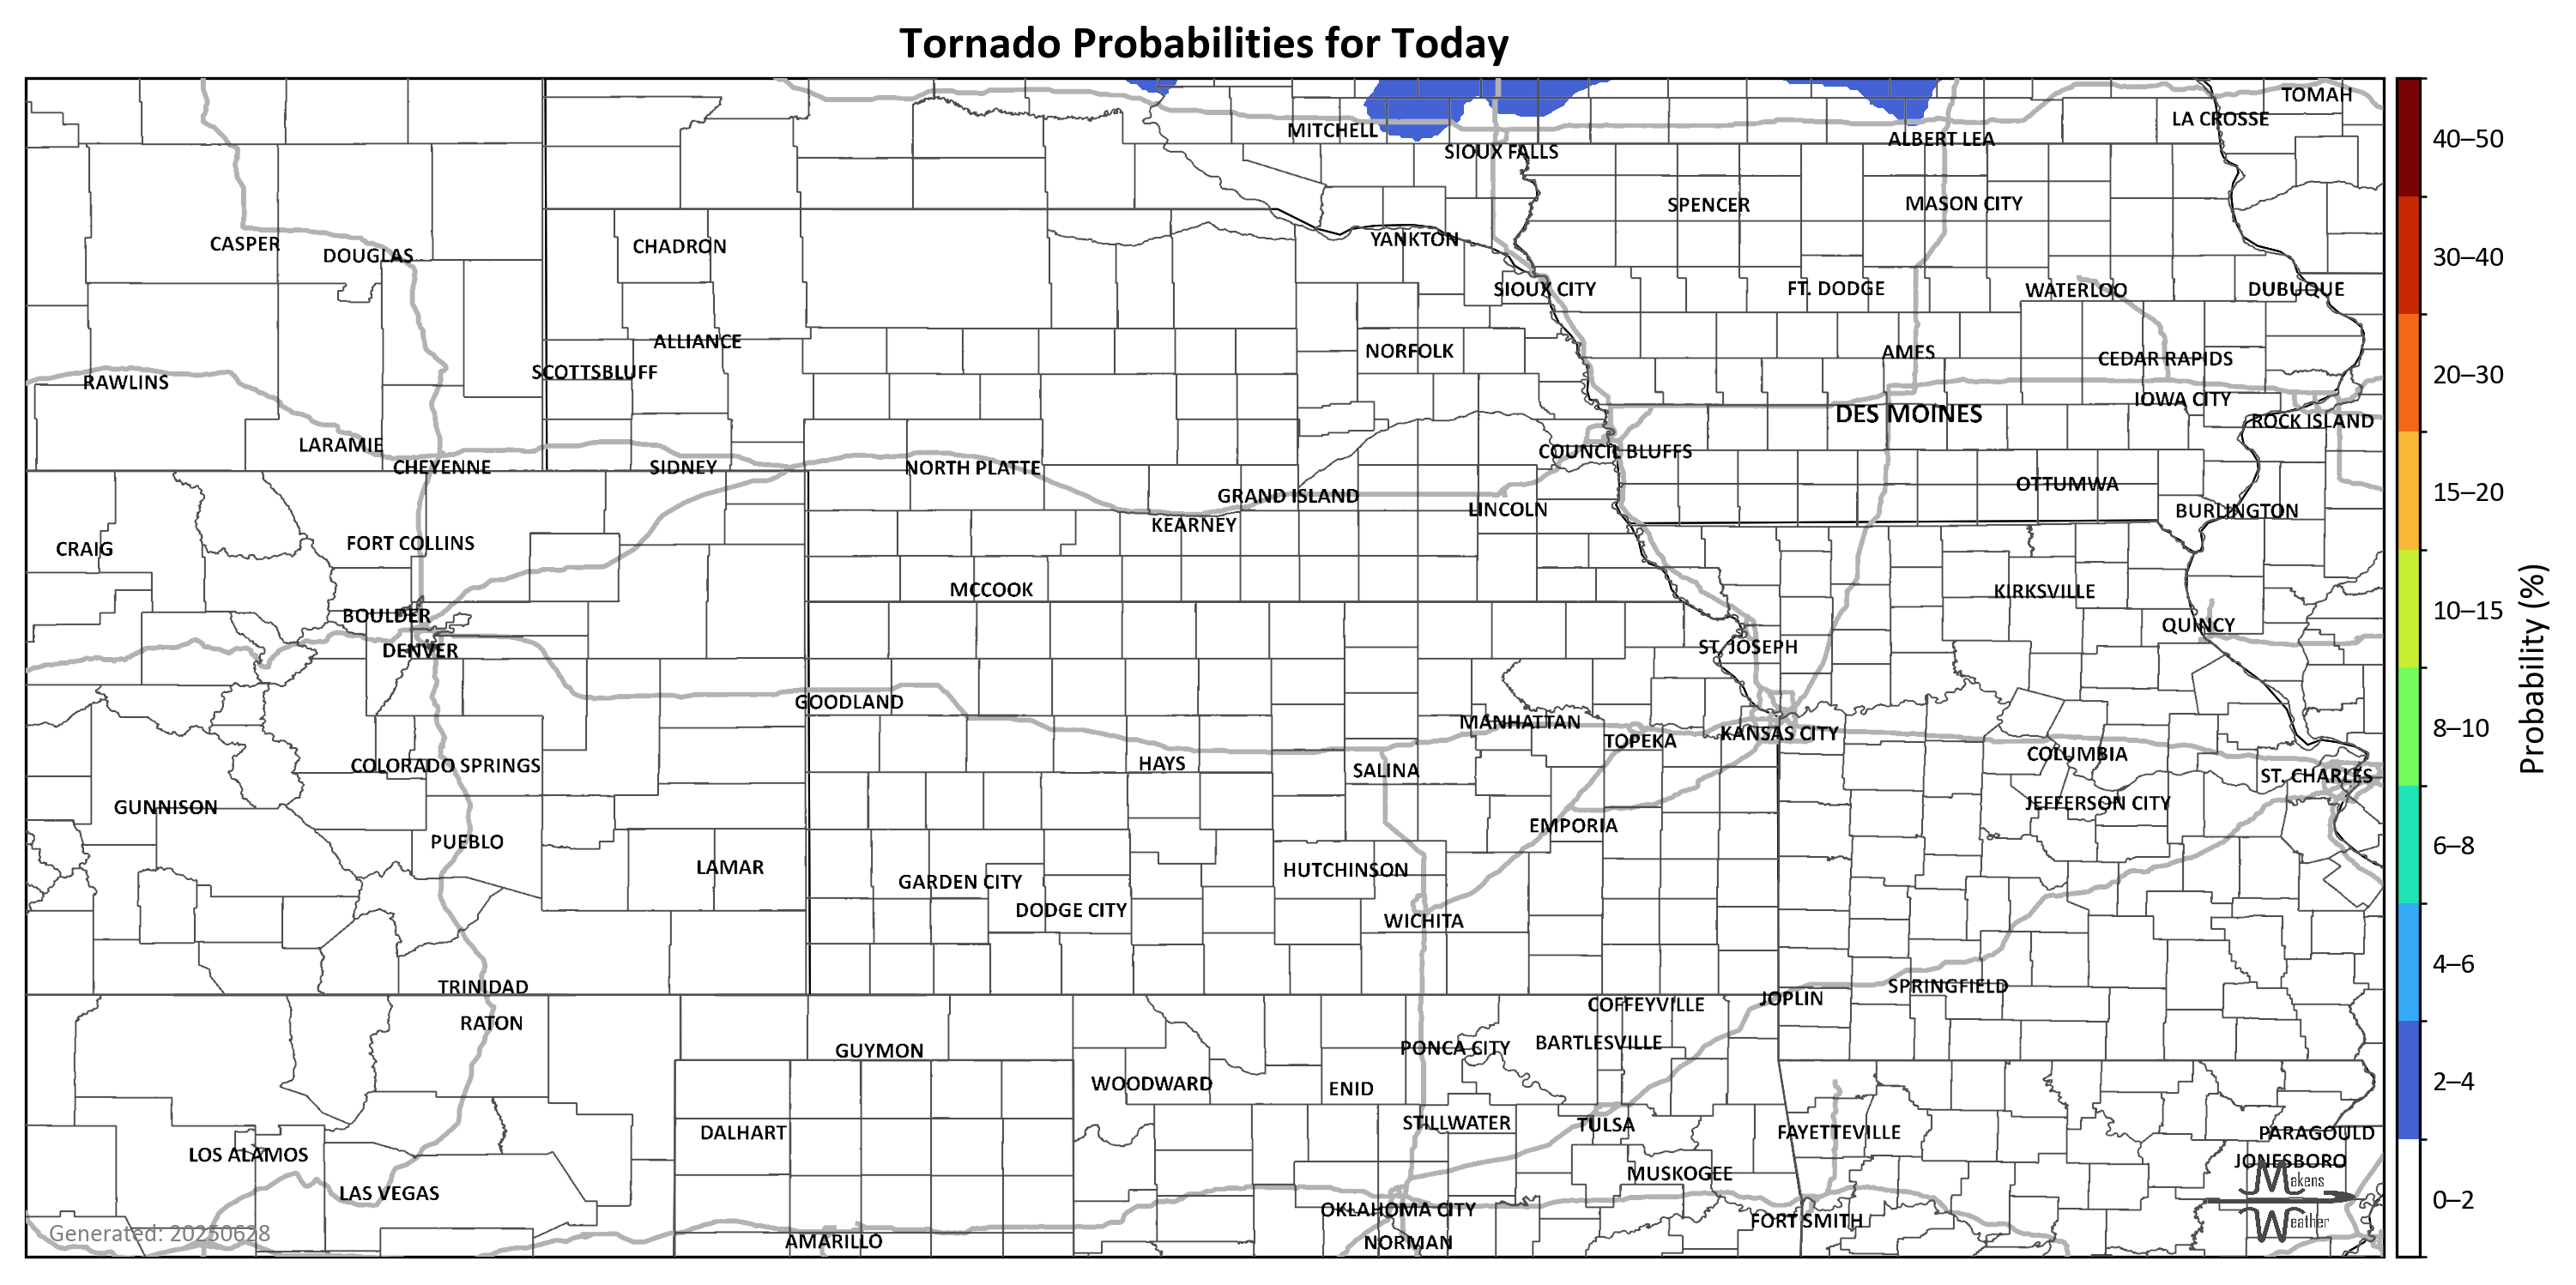 Tornado Probabilities for Today
TOMAH
LA CROSSE
MITCHELL
ALBERT LEA
SIOUX FALLS
SPENCER
MASON CITY
YANKTON
CASPER
DOUGLAS
CHADRON
SIOUX CITY
FT. DODGE
WATERLOO
DUBUQUE
ALLIANCE
NORFOLK
AMES
CEDAR RAPIDS
SCOTTSBLUFF
RAWLINS
IOWA CITY
DES MOINES
ROCK ISLAND
LARAMIE
COUNCIL BLUFFS
CHEYENNE
SIDNEY
NORTH PLATTE
OTTUMWA
GRAND ISLAND
LINCOLN
BURLINGTON
KEARNEY
CRAIG
FORT COLLINS
MCCOOK
KIRKSVILLE
BOULDER
QUINCY
DENVER
ST. JOSEPH
GOODLAND
MANHATTAN
TOPEKA
KANSAS CITY
COLUMBIA
COLORADO SPRINGS
HAYS
SALINA
ST. CHARLES
GUNNISON
JEFFERSON CITY
EMPORIA
PUEBLO
LAMAR
HUTCHINSON
GARDEN CITY
DODGE CITY
WICHITA
TRINIDAD
SPRINGFIELD
JOPLIN
COFFEYVILLE
RATON
GUYMON
PONCA CITY
BARTLESVILLE
WOODWARD
ENID
STILLWATER
TULSA
DALHART
FAYETTEVILLE
PARAGOULD
LOS ALAMOS
JONESBORO
MUSKOGEE
LAS VEGAS
OKLAHOMA CITY
FORT SMITH
AMARILLO
NORMAN
Generated: 20250628
Makens
Weather
40–50
30–40
20–30
15–20
10–15
8–10
6–8
4–6
2–4
0–2
Probability (%)